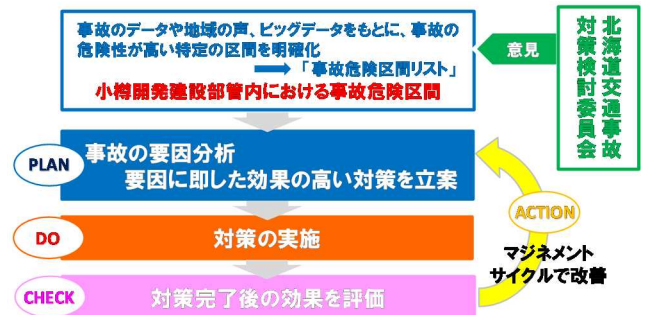 事故のデータや地域の声、ビッグデータをもとに、事故の
危険性が高い特定の区間を明確化
「事故危険区間リスト」
小樽開発建設部管内における事故危険区間
意見
北海道交通事故
対策検討委員会
PLAN
事故の要因分析
要因に即した効果の高い対策を立案
DO
対策の実施
CHECK
対策完了後の効果を評価
ACTION
マジネメント
サイクルで改善